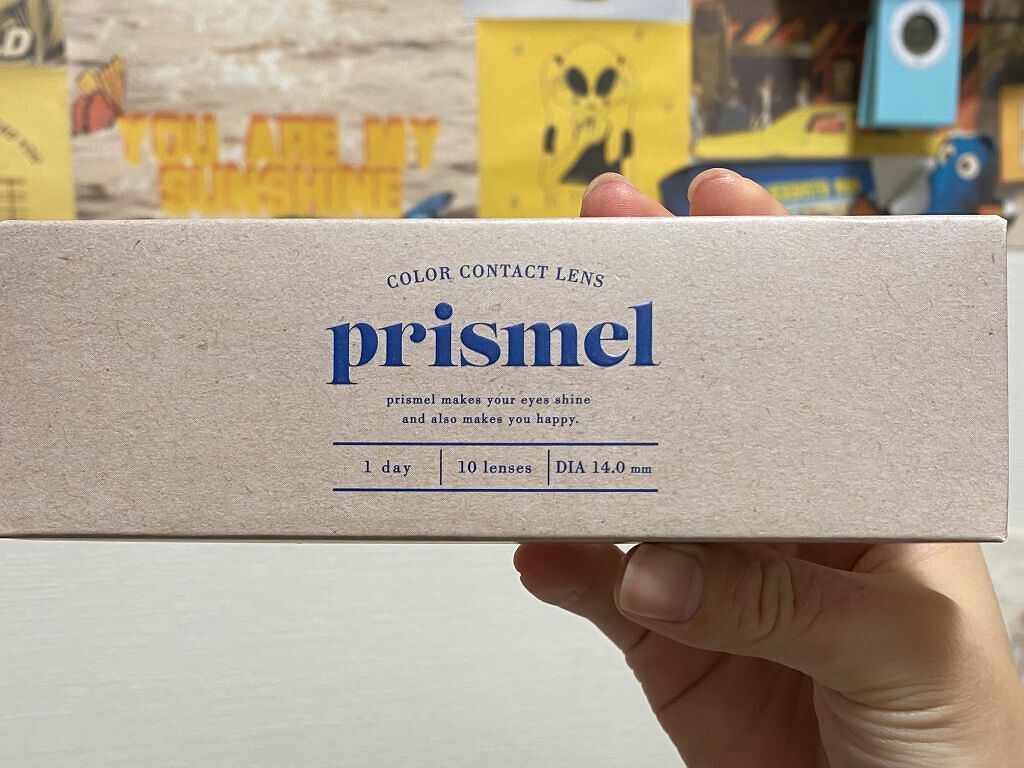 YOU ARE MY
SUNSHINE
COLOR CONTACT LENS
prismel
prismel makes your eyes shine
and also makes you happy.
1 day
10 lenses
DIA 14.0 mm